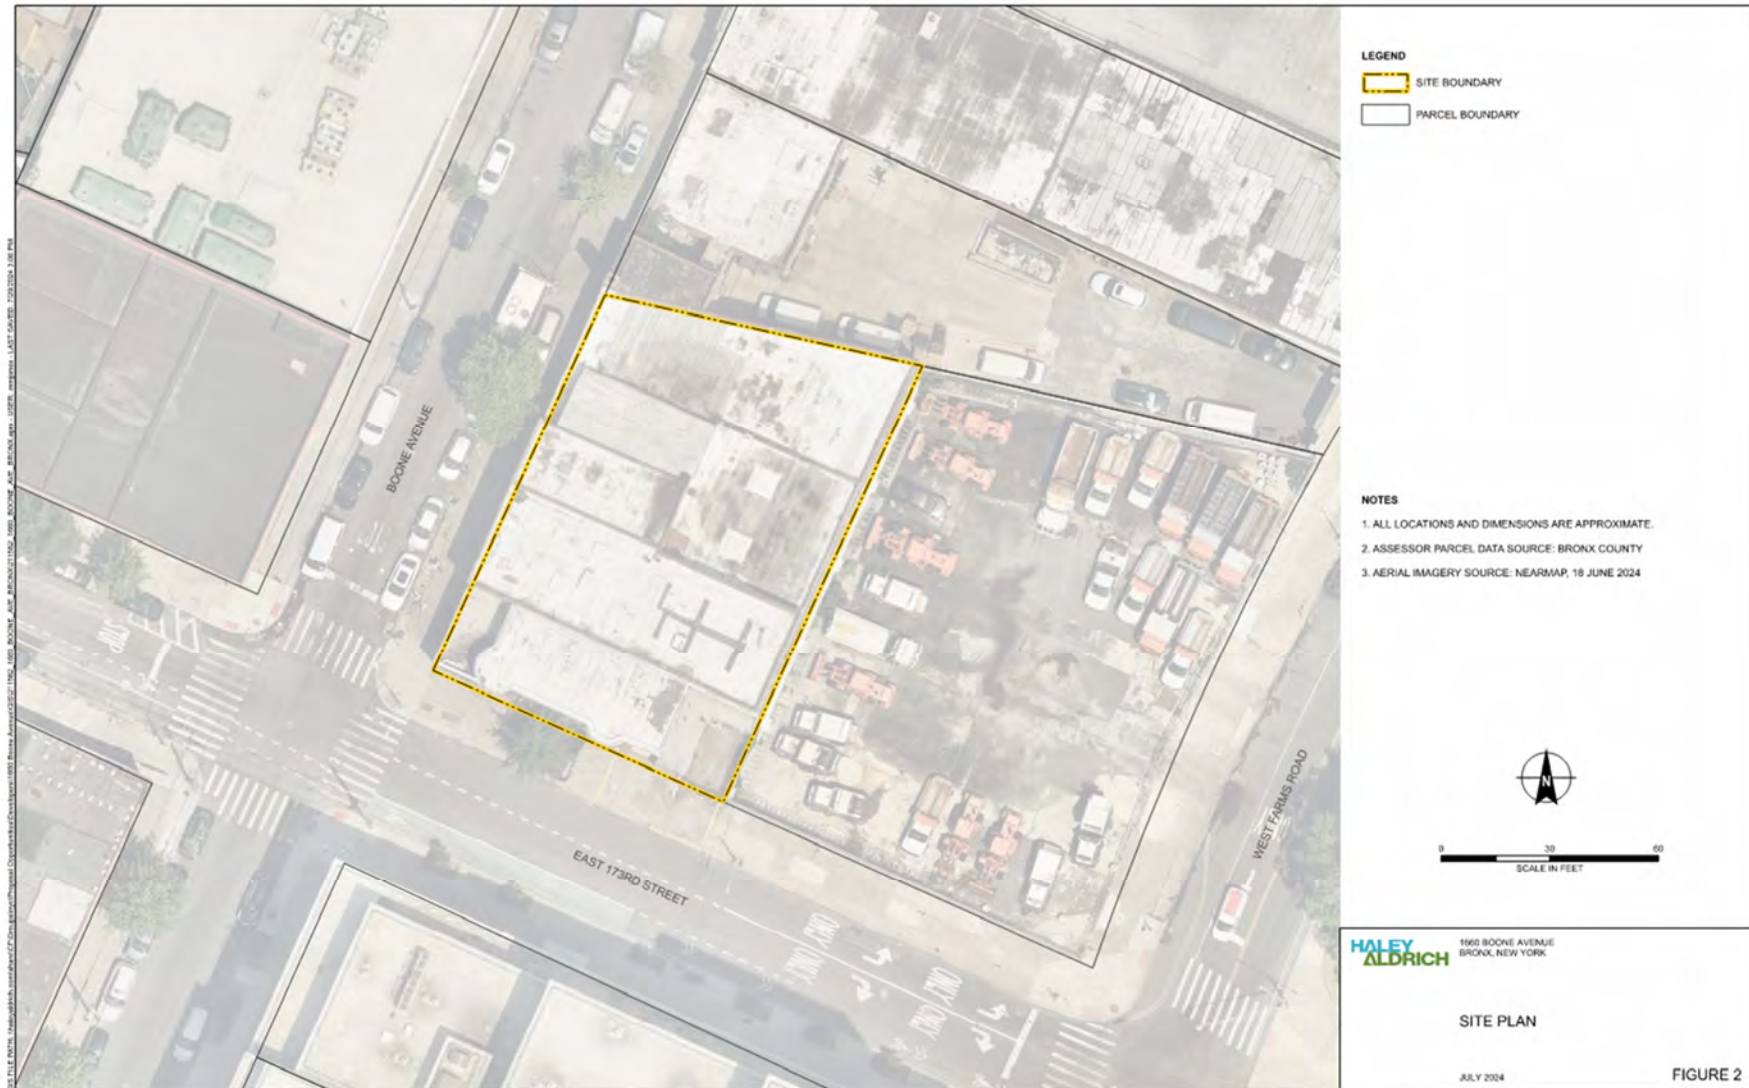 LEGEND
SITE BOUNDARY
PARCEL BOUNDARY
BOONE AVENUE
NOTES
1. ALL LOCATIONS AND DIMENSIONS ARE APPROXIMATE.
2. ASSESSOR PARCEL DATA SOURCE: BRONX COUNTY
3. AERIAL IMAGERY SOURCE: NEARMAP, 18 JUNE 2024
STOP
N
WEST FARMS ROAD
0 30 60
SCALE IN FEET
EAST 173RD STREET
ONLY ONLY
ONLY ONLY
HALEY
ALDRICH
1660 BOONE AVENUE
BRONX, NEW YORK
SITE PLAN
JULY 2024
FIGURE 2